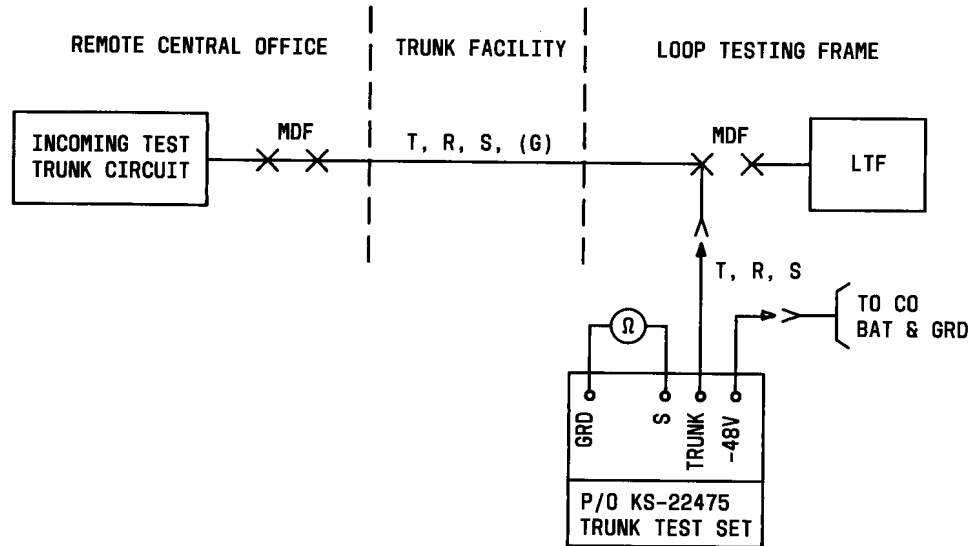 REMOTE CENTRAL OFFICE
TRUNK FACILITY
LOOP TESTING FRAME
INCOMING TEST
TRUNK CIRCUIT
MDF
T, R, S, (G)
MDF
LTF
T, R, S
TO CO
BAT & GRD
Ω
GRD
S
TRUNK
-48V
P/O KS-22475
TRUNK TEST SET